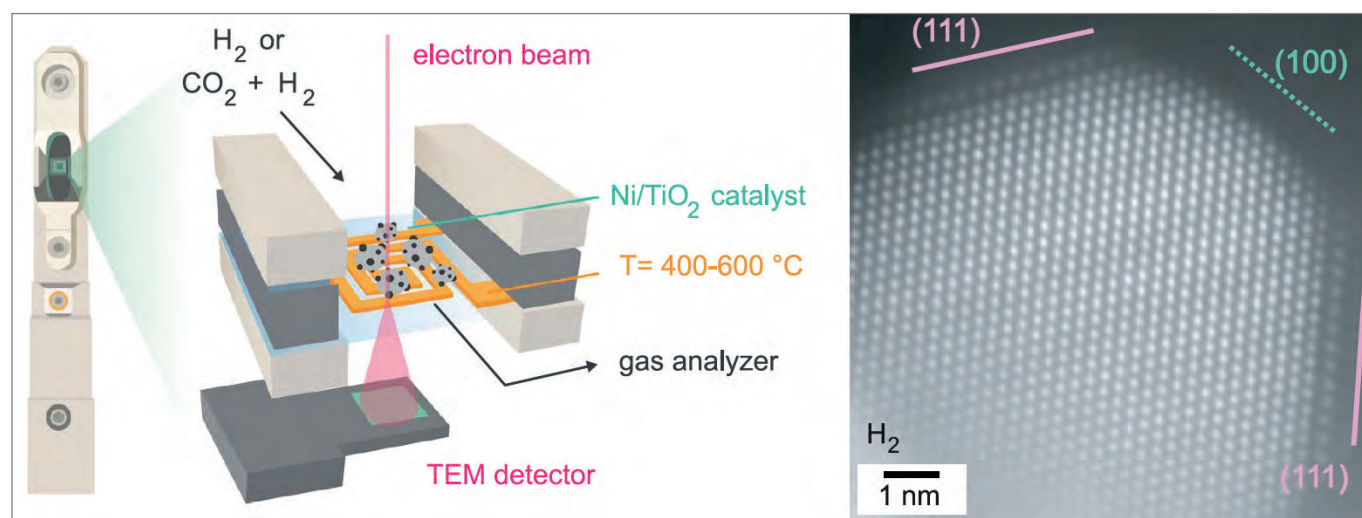 H₂ or
CO₂ + H₂
electron beam
Ni/TiO₂ catalyst
T= 400-600 °C
gas analyzer
TEM detector
(111)
(100)
H₂
1 nm
(111)